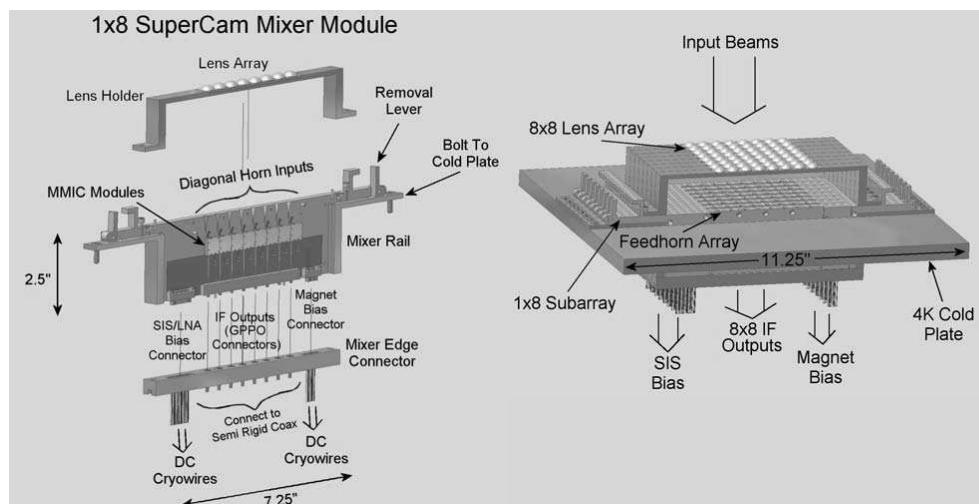 1x8 SuperCam Mixer Module
Lens Array
Lens Holder
Removal
Lever
Bolt To
Cold Plate
Diagonal Horn Inputs
MMIC Modules
Mixer Rail
2.5"
SIS/LNA
Bias
Connector
IF Outputs
(GPPO
Connectors)
Magnet
Bias
Connector
Mixer Edge
Connector
Connect to
Semi Rigid Coax
DC
Cryowires
DC
Cryowires
7.25"
Input Beams
8x8 Lens Array
Feedhorn Array
11.25"
1x8 Subarray
4K Cold
Plate
SIS
Bias
8x8 IF
Outputs
Magnet
Bias